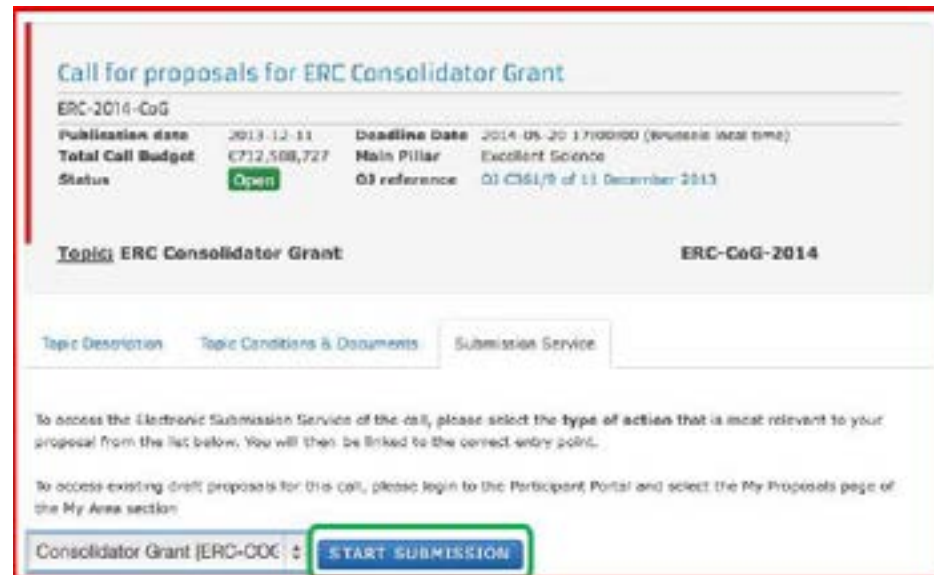 Call for proposals for ERC Consolidator Grant
ERC-2014-CoG
Publication date 2013-12-11 Deadline Date 2014-05-20 17:00:00 (Brussels local time)
Total Call Budget €712,508,727 Main Pillar Excellent Science
Status Open OJ reference OJ C361/9 of 11 December 2013
Topic: ERC Consolidator Grant ERC-CoG-2014
Topic Description Topic Conditions & Documents Submission Service
To access the Electronic Submission Service of the call, please select the type of action that is most relevant to your
proposal from the list below. You will then be linked to the correct entry point.
To access existing draft proposals for this call, please login to the Participant Portal and select the My Proposals page of
the My Area section
Consolidator Grant [ERC-COG START SUBMISSION